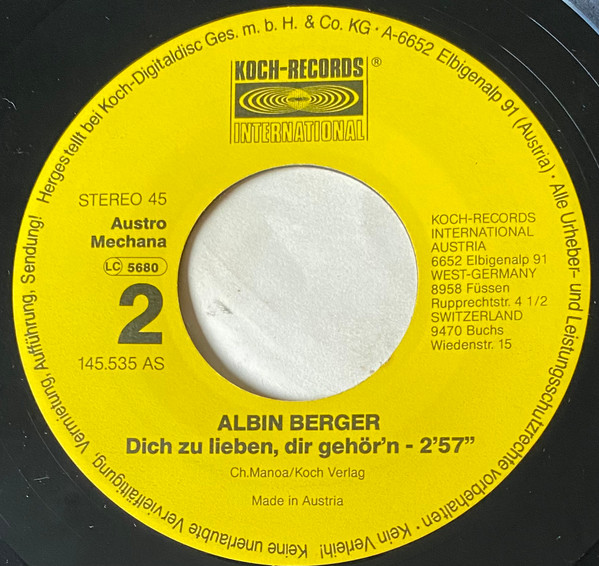 Hergestellt bei Koch-Digitaldisc Ges. m. b. H. & Co. KG · A-6652 Elbigenalp 91 (Austria) · Alle Urheber- und Leistungsschutzrechte vorbehalten · Kein Verleih! · Keine unerlaubte Vervielfältigung, Vermietung, Aufführung, Sendung!
KOCH-RECORDS ®
INTERNATIONAL
STEREO 45
Austro
Mechana
LC 5680
2
145.535 AS
KOCH-RECORDS
INTERNATIONAL
AUSTRIA
6652 Elbigenalp 91
WEST-GERMANY
8958 Füssen
Rupprechtstr. 4 1/2
SWITZERLAND
9470 Buchs
Wiedenstr. 15
ALBIN BERGER
Dich zu lieben, dir gehör'n - 2'57"
Ch.Manoa/Koch Verlag
Made in Austria